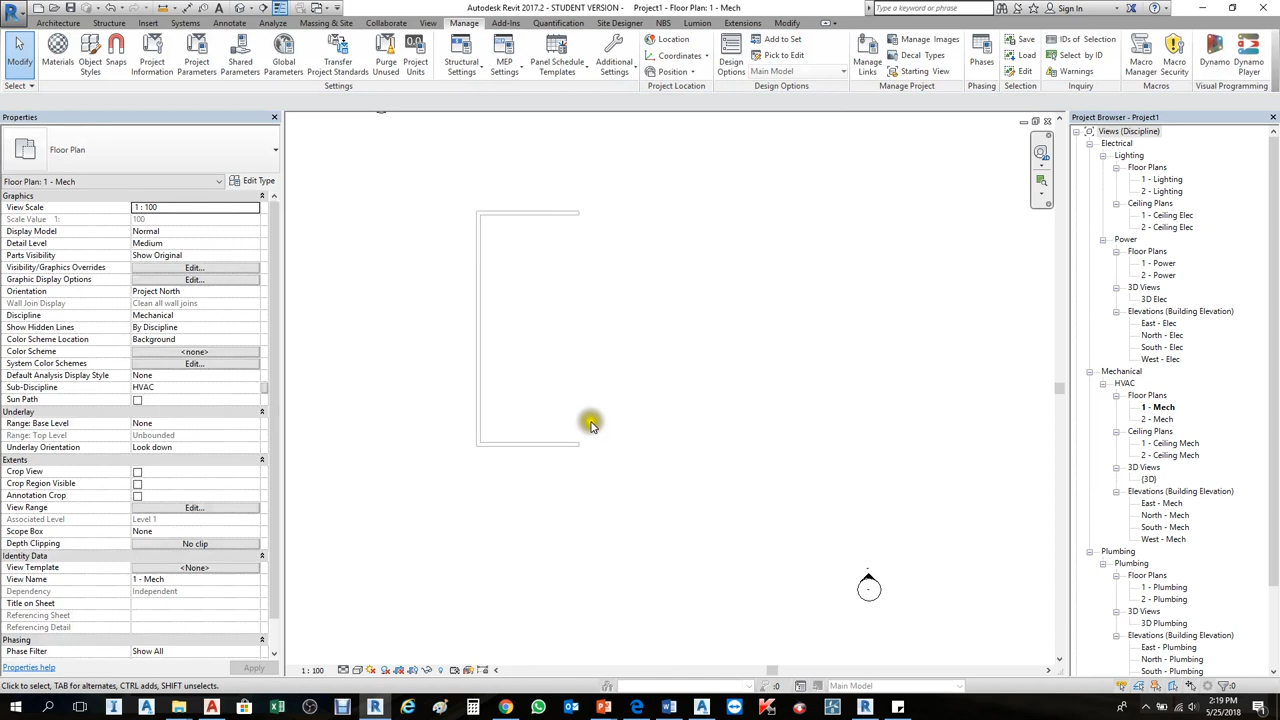 Autodesk Revit 2017.2 - STUDENT VERSION - Project1 - Floor Plan: 1 - Mech
Type a keyword or phrase
Sign In
Architecture Structure Insert Systems Annotate Analyze Massing & Site Collaborate View Manage Add-Ins Quantification Site Designer NBS Lumion Extensions Modify
Modify
Materials
Object Styles
Snaps
Project Information
Project Parameters
Shared Parameters
Global Parameters
Transfer Project Standards
Purge Unused
Project Units
Structural Settings
MEP Settings
Panel Schedule Templates
Additional Settings
Location
Coordinates
Position
Design Options
Add to Set
Pick to Edit
Main Model
Manage Links
Manage Images
Decal Types
Starting View
Phases
Save
Load
Edit
IDs of Selection
Select by ID
Warnings
Macro Manager
Macro Security
Dynamo
Dynamo Player
Select
Settings
Project Location
Design Options
Manage Project
Phasing
Selection
Inquiry
Macros
Visual Programming
Properties
Floor Plan
Floor Plan: 1 - Mech
Edit Type
Graphics
View Scale 1 : 100
Scale Value 1: 100
Display Model Normal
Detail Level Medium
Parts Visibility Show Original
Visibility/Graphics Overrides Edit...
Graphic Display Options Edit...
Orientation Project North
Wall Join Display Clean all wall joins
Discipline Mechanical
Show Hidden Lines By Discipline
Color Scheme Location Background
Color Scheme <none>
System Color Schemes Edit...
Default Analysis Display Style None
Sub-Discipline HVAC
Sun Path
Underlay
Range: Base Level None
Range: Top Level Unbounded
Underlay Orientation Look down
Extents
Crop View
Crop Region Visible
Annotation Crop
View Range Edit...
Associated Level Level 1
Scope Box None
Depth Clipping No clip
Identity Data
View Template <None>
View Name 1 - Mech
Dependency Independent
Title on Sheet
Referencing Sheet
Referencing Detail
Phasing
Phase Filter Show All
Properties help
Apply
2D
Project Browser - Project1
Views (Discipline)
Electrical
Lighting
Floor Plans
1 - Lighting
2 - Lighting
Ceiling Plans
1 - Ceiling Elec
2 - Ceiling Elec
Power
Floor Plans
1 - Power
2 - Power
3D Views
3D Elec
Elevations (Building Elevation)
East - Elec
North - Elec
South - Elec
West - Elec
Mechanical
HVAC
Floor Plans
1 - Mech
2 - Mech
Ceiling Plans
1 - Ceiling Mech
2 - Ceiling Mech
3D Views
{3D}
Elevations (Building Elevation)
East - Mech
North - Mech
South - Mech
West - Mech
Plumbing
Plumbing
Floor Plans
1 - Plumbing
2 - Plumbing
3D Views
3D Plumbing
Elevations (Building Elevation)
East - Plumbing
North - Plumbing
South - Plumbing
1 : 100
Click to select, TAB for alternates, CTRL adds, SHIFT unselects.
:0
Main Model
:0
2:19 PM
5/25/2018